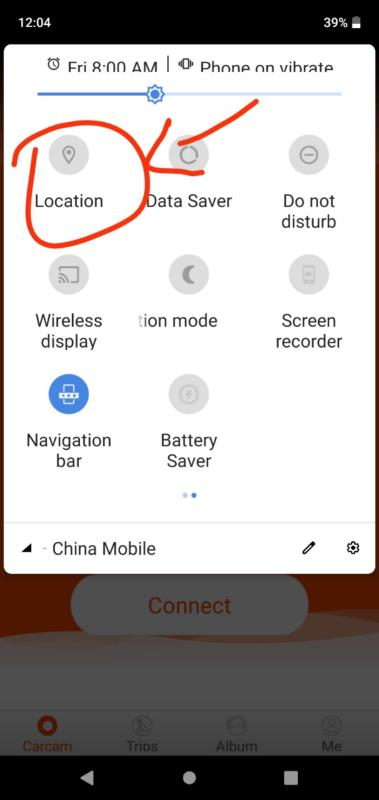 12:04
39%
Fri 8:00 AM
Phone on vibrate
Location
Data Saver
Do not
disturb
Wireless
display
tion mode
Screen
recorder
Navigation
bar
Battery
Saver
- China Mobile
Connect
Carcam
Trips
Album
Me